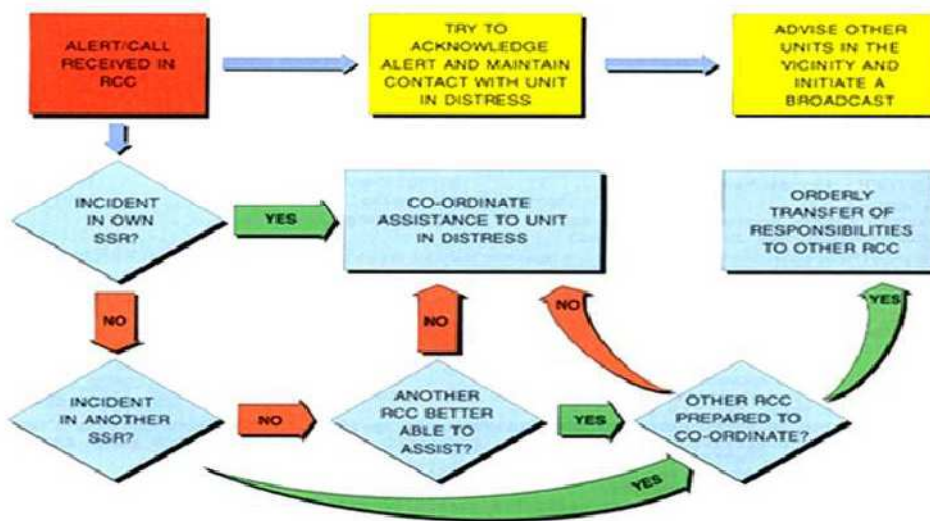 ALERT/CALL
RECEIVED IN
RCC
TRY TO
ACKNOWLEDGE
ALERT AND MAINTAIN
CONTACT WITH UNIT
IN DISTRESS
ADVISE OTHER
UNITS IN THE
VICINITY AND
INITIATE A
BROADCAST
INCIDENT
IN OWN
SSR?
YES
CO-ORDINATE
ASSISTANCE TO UNIT
IN DISTRESS
ORDERLY
TRANSFER OF
RESPONSIBILITIES
TO OTHER RCC
NO
NO
NO
YES
INCIDENT
IN ANOTHER
SSR?
NO
ANOTHER
RCC BETTER
ABLE TO
ASSIST?
YES
OTHER RCC
PREPARED TO
CO-ORDINATE?
YES